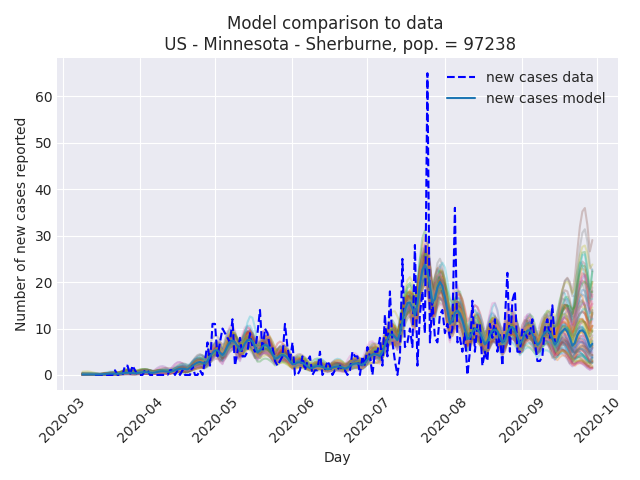 Model comparison to data
US - Minnesota - Sherburne, pop. = 97238
new cases data
new cases model
Number of new cases reported
60
50
40
30
20
10
0
2020-03
2020-04
2020-05
2020-06
2020-07
2020-08
2020-09
2020-10
Day